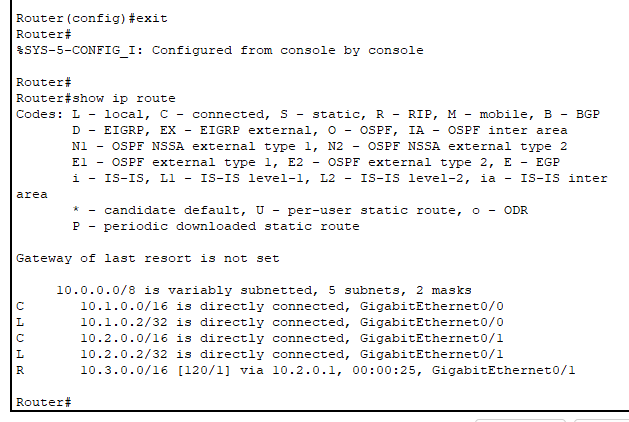 Router(config)#exit
Router#
%SYS-5-CONFIG_I: Configured from console by console
Router#
Router#show ip route
Codes: L - local, C - connected, S - static, R - RIP, M - mobile, B - BGP
D - EIGRP, EX - EIGRP external, O - OSPF, IA - OSPF inter area
N1 - OSPF NSSA external type 1, N2 - OSPF NSSA external type 2
E1 - OSPF external type 1, E2 - OSPF external type 2, E - EGP
i - IS-IS, L1 - IS-IS level-1, L2 - IS-IS level-2, ia - IS-IS inter
area
* - candidate default, U - per-user static route, o - ODR
P - periodic downloaded static route
Gateway of last resort is not set
10.0.0.0/8 is variably subnetted, 5 subnets, 2 masks
C 10.1.0.0/16 is directly connected, GigabitEthernet0/0
L 10.1.0.2/32 is directly connected, GigabitEthernet0/0
C 10.2.0.0/16 is directly connected, GigabitEthernet0/1
L 10.2.0.2/32 is directly connected, GigabitEthernet0/1
R 10.3.0.0/16 [120/1] via 10.2.0.1, 00:00:25, GigabitEthernet0/1
Router#